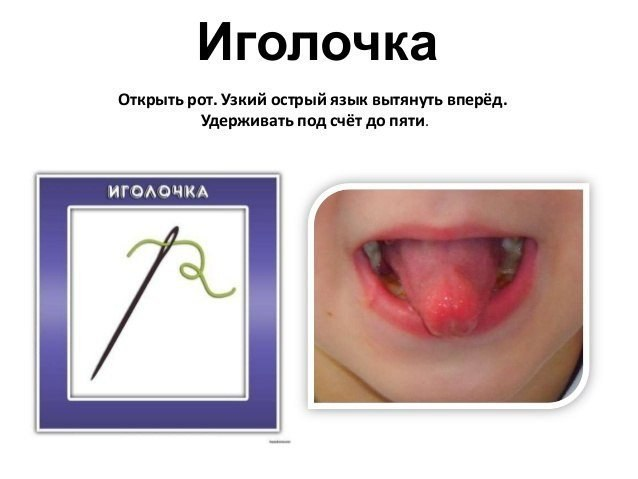 Иголочка
Открыть рот. Узкий острый язык вытянуть вперёд.
Удерживать под счёт до пяти.
ИГОЛОЧКА